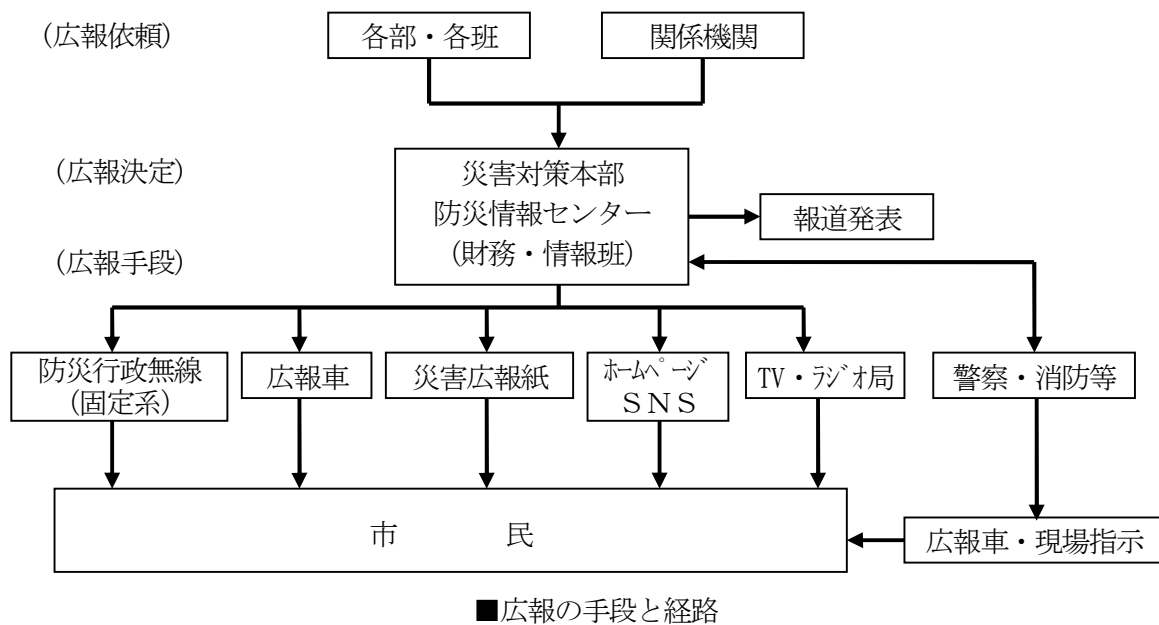 (広報依頼)
各部・各班
関係機関
(広報決定)
災害対策本部
防災情報センター
(財務・情報班)
報道発表
(広報手段)
防災行政無線
(固定系)
広報車
災害広報紙
ﾎｰﾑﾍﾟｰｼﾞ
ＳＮＳ
TV・ﾗｼﾞｵ局
警察・消防等
市　　　民
広報車・現場指示
■広報の手段と経路